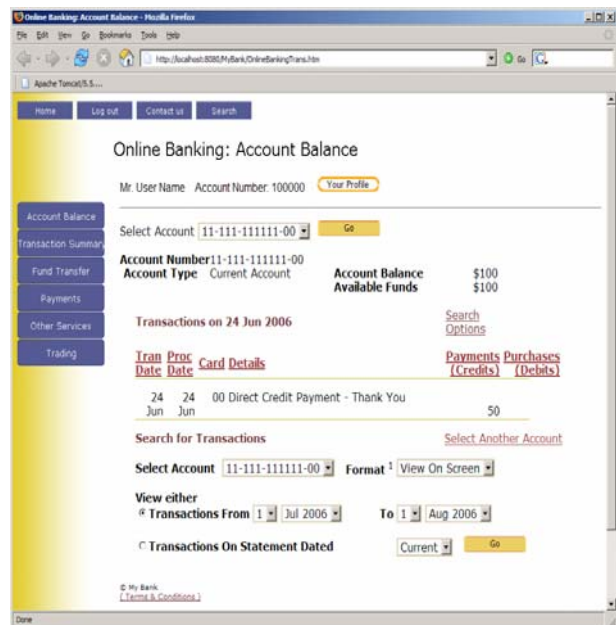 Online Banking: Account Balance - Mozilla Firefox
File Edit View Go Bookmarks Tools Help
http://localhost:8080/MyBank/OnlineBankingTrans.htm Go G
Apache Tomcat/5.5....
Home Log out Contact us Search
Online Banking: Account Balance
Mr. User Name Account Number: 100000 Your Profile
Account Balance
Transaction Summary
Fund Transfer
Payments
Other Services
Trading
Select Account 11-111-111111-00 Go
Account Number11-111-111111-00
Account Type Current Account Account Balance $100
Available Funds $100
Transactions on 24 Jun 2006 Search Options
Tran Date Proc Date Card Details Payments (Credits) Purchases (Debits)
24 Jun 24 Jun 00 Direct Credit Payment - Thank You 50
Search for Transactions Select Another Account
Select Account 11-111-111111-00 Format 1 View On Screen
View either
Transactions From 1 Jul 2006 To 1 Aug 2006
Transactions On Statement Dated Current Go
© My Bank
( Terms & Conditions )
Done